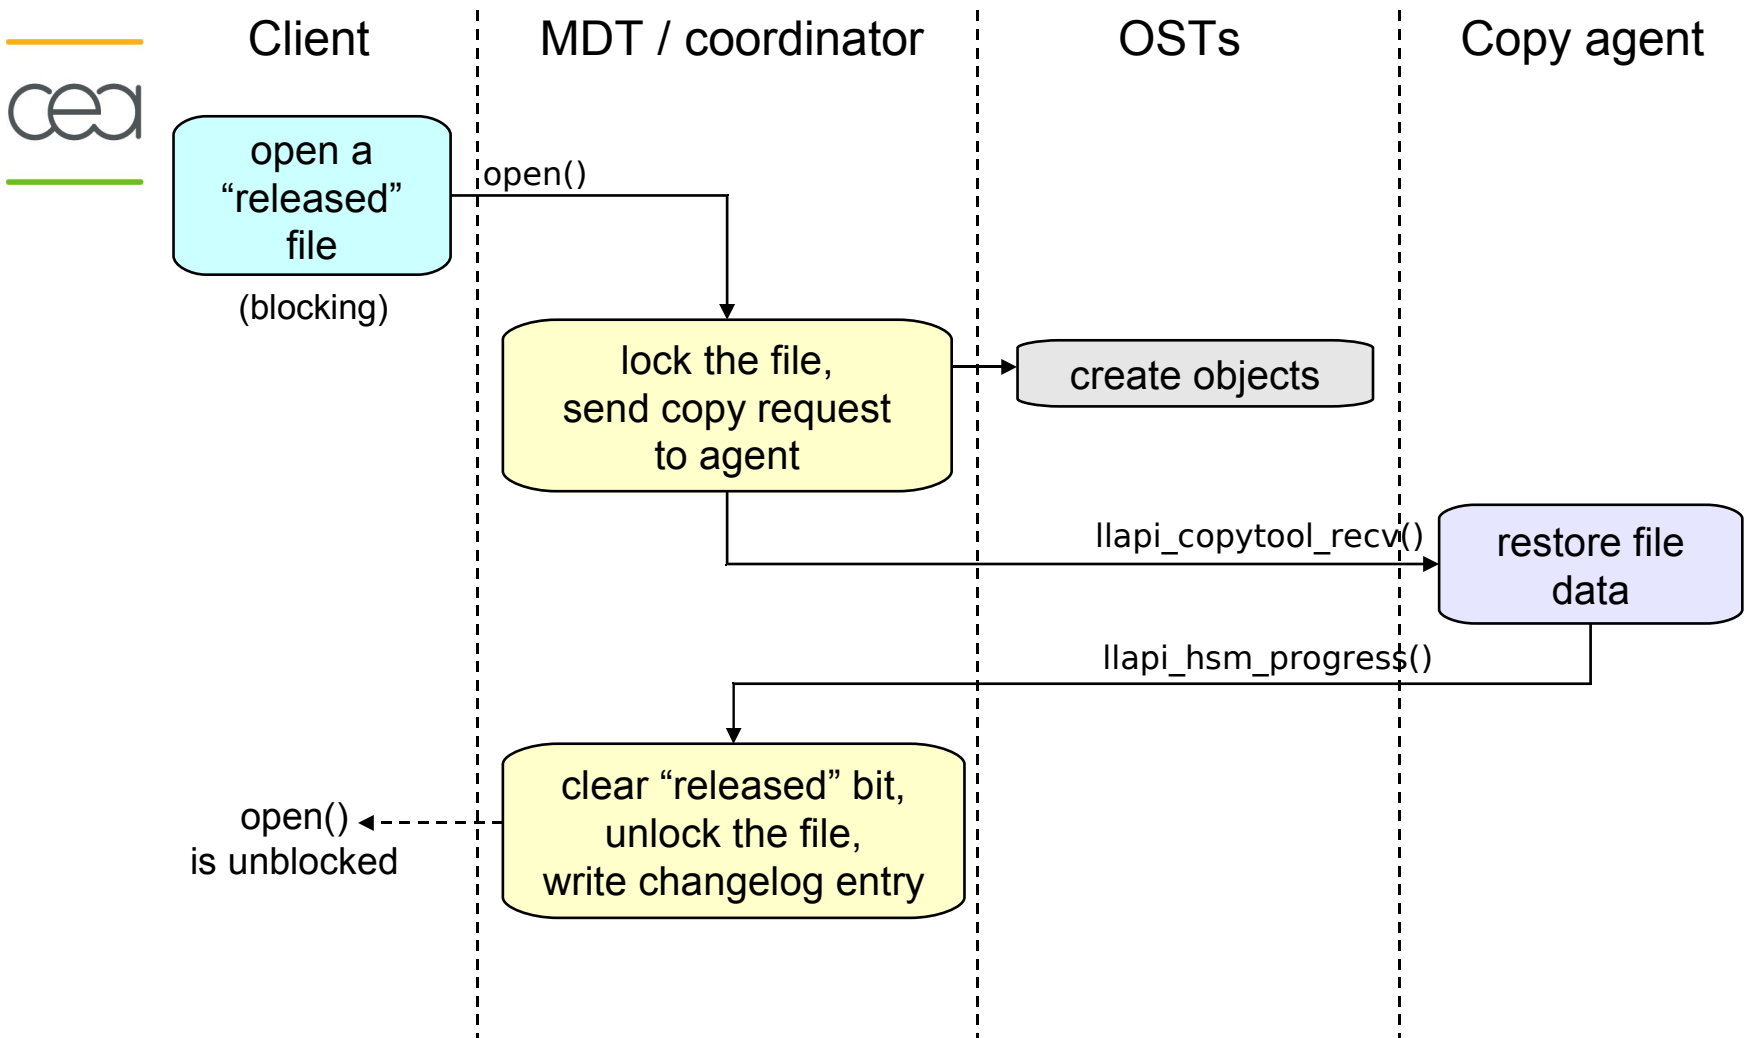 Client
MDT / coordinator
OSTs
Copy agent
cea
open a
“released”
file
(blocking)
open()
lock the file,
send copy request
to agent
create objects
llapi_copytool_recv()
restore file
data
llapi_hsm_progress()
clear “released” bit,
unlock the file,
write changelog entry
open()
is unblocked